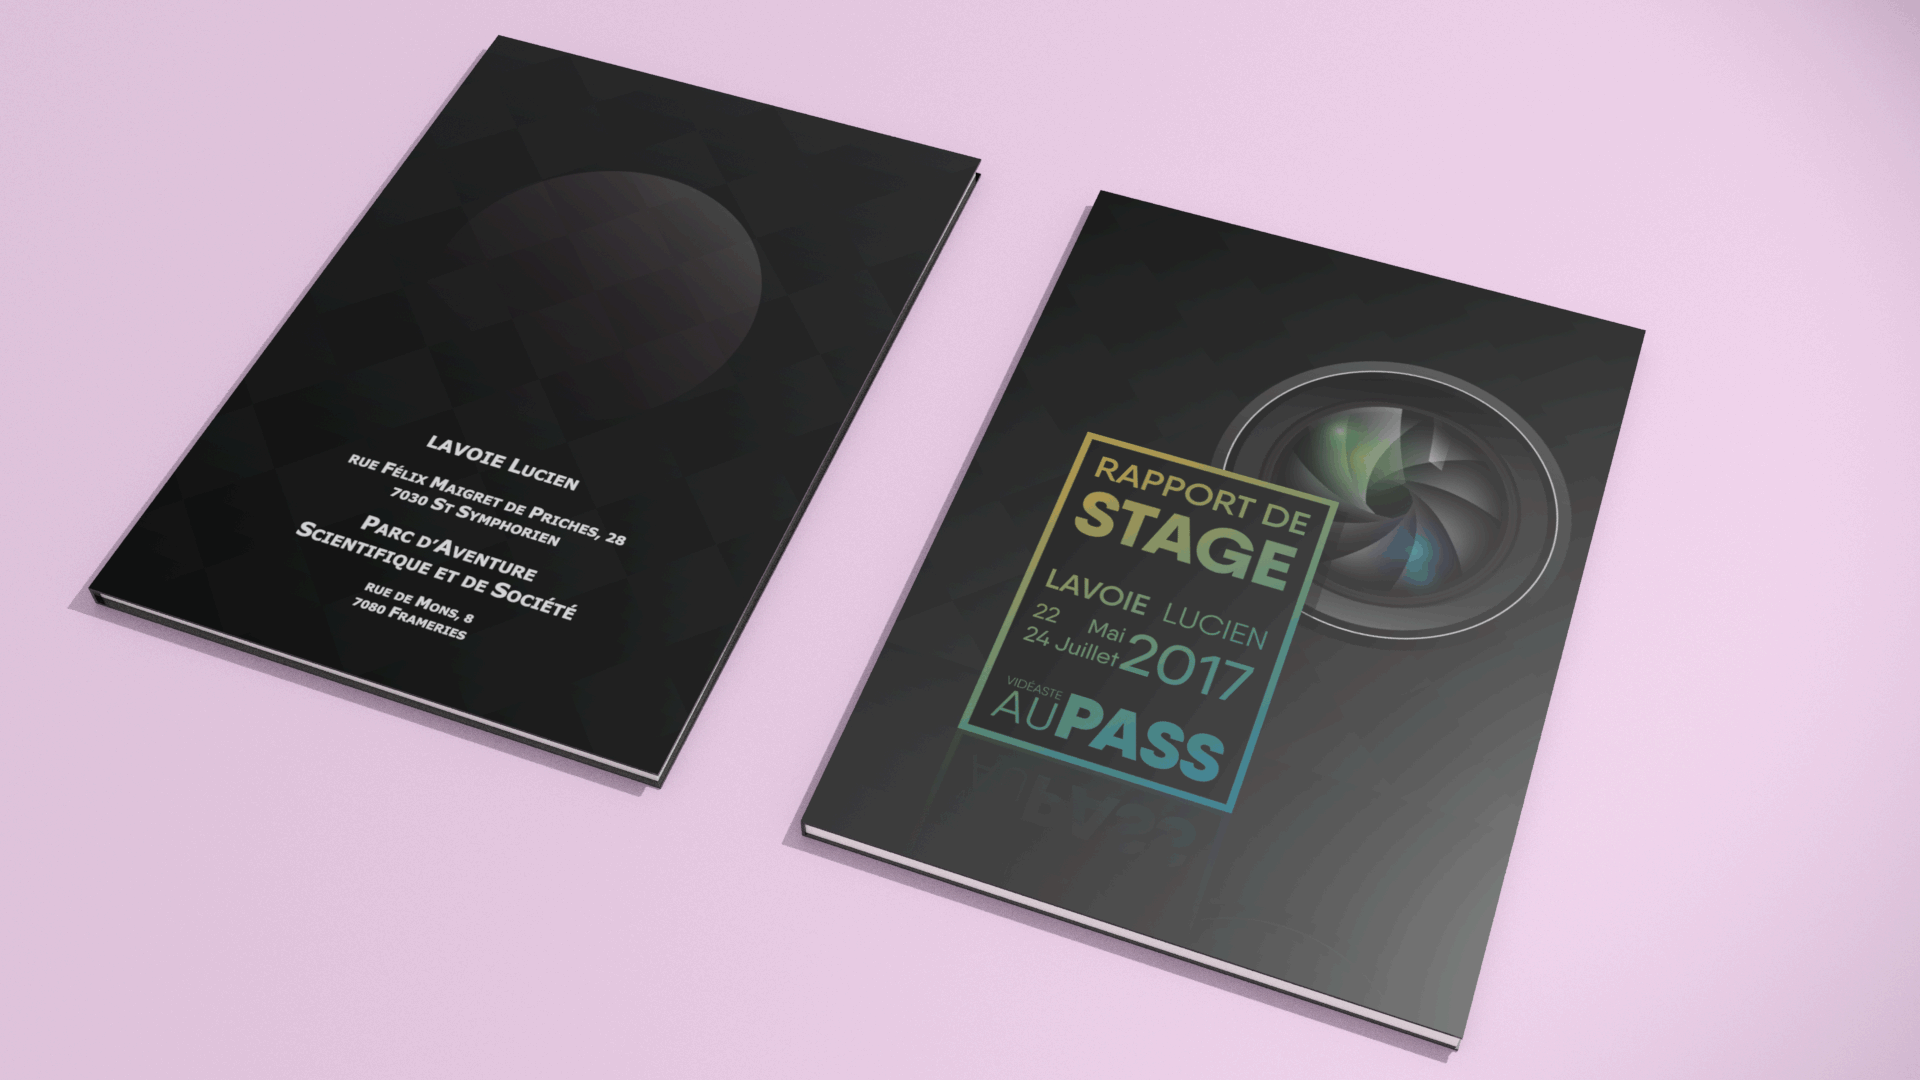 LAVOIE LUCIEN
RUE FÉLIX MAIGRET DE PRICHES, 28
7030 ST SYMPHORIEN
PARC D'AVENTURE
SCIENTIFIQUE ET DE SOCIÉTÉ
RUE DE MONS, 8
7080 FRAMERIES
RAPPORT DE
STAGE
LAVOIE LUCIEN
22 Mai
24 Juillet 2017
VIDÉASTE
AU PASS